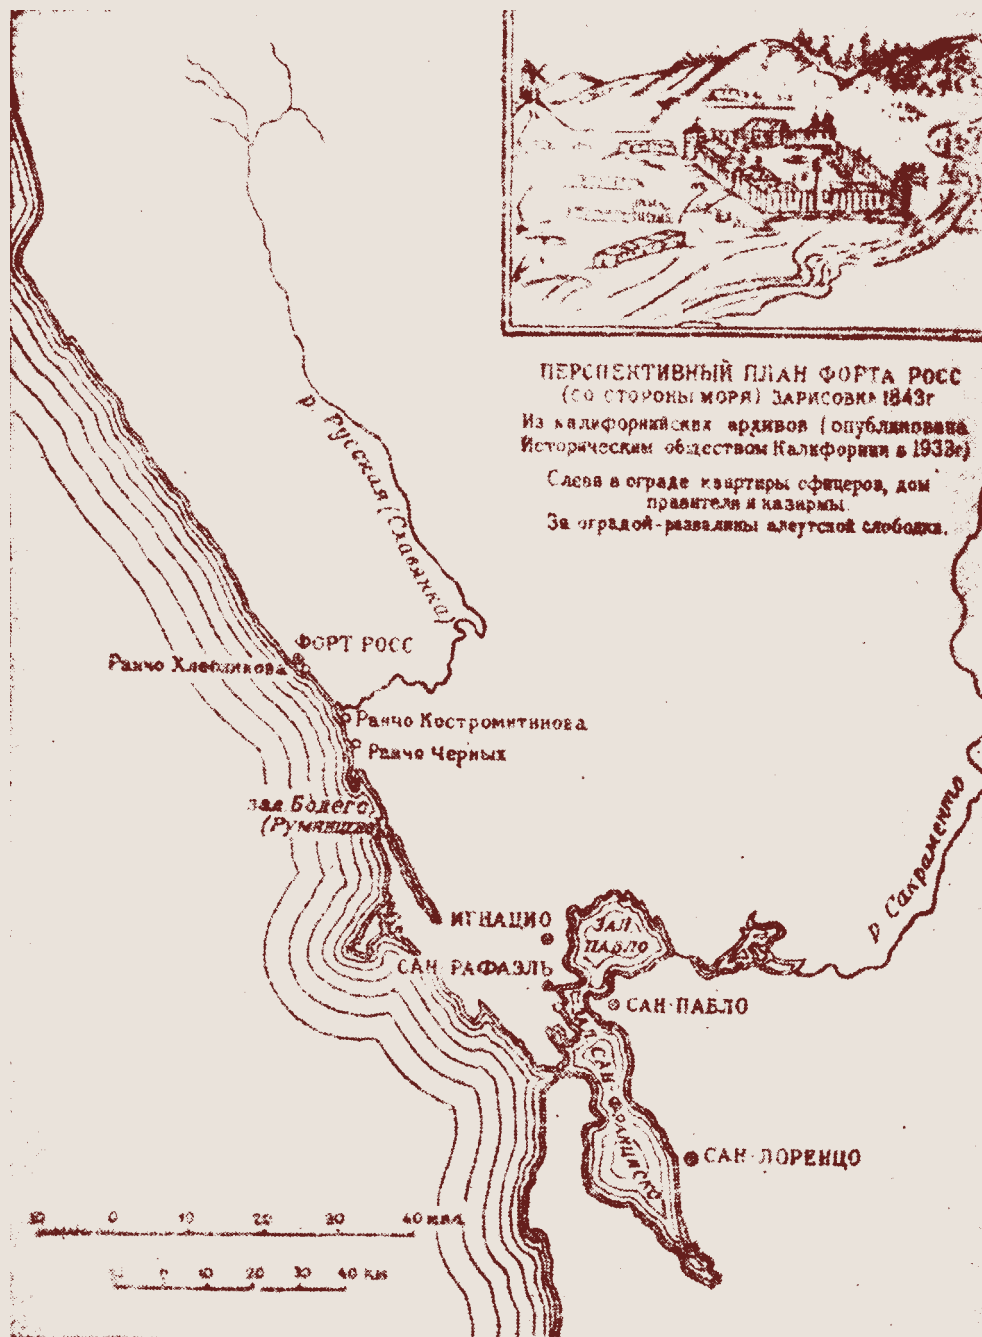 ПЕРСПЕКТИВНЫЙ ПЛАН ФОРТА РОСС
(СО СТОРОНЫ МОРЯ) ЗАРИСОВКА 1843г
Из калифорнийских архивов (опубликована
Историческим обществом Калифорнии в 1933г)
Слева в ограде квартиры офицеров, дом
правителя и казармы.
За оградой-развалины алеутской слободки.
р. Русская (Славянка)
ФОРТ РОСС
Ранчо Хлебникова
Ранчо Костромитинова
Ранчо Черных
зал. Бодего
(Румянцева)
р Сакраменто
ИГНАЦИО
ЗАЛ
ПАБЛО
САН-РАФАЭЛЬ
САН-ПАБЛО
ЗАЛ САН-ФРАНЦИСКО
САН-ЛОРЕНЦО
10 0 10 20 30 40
10 20 30 40 км